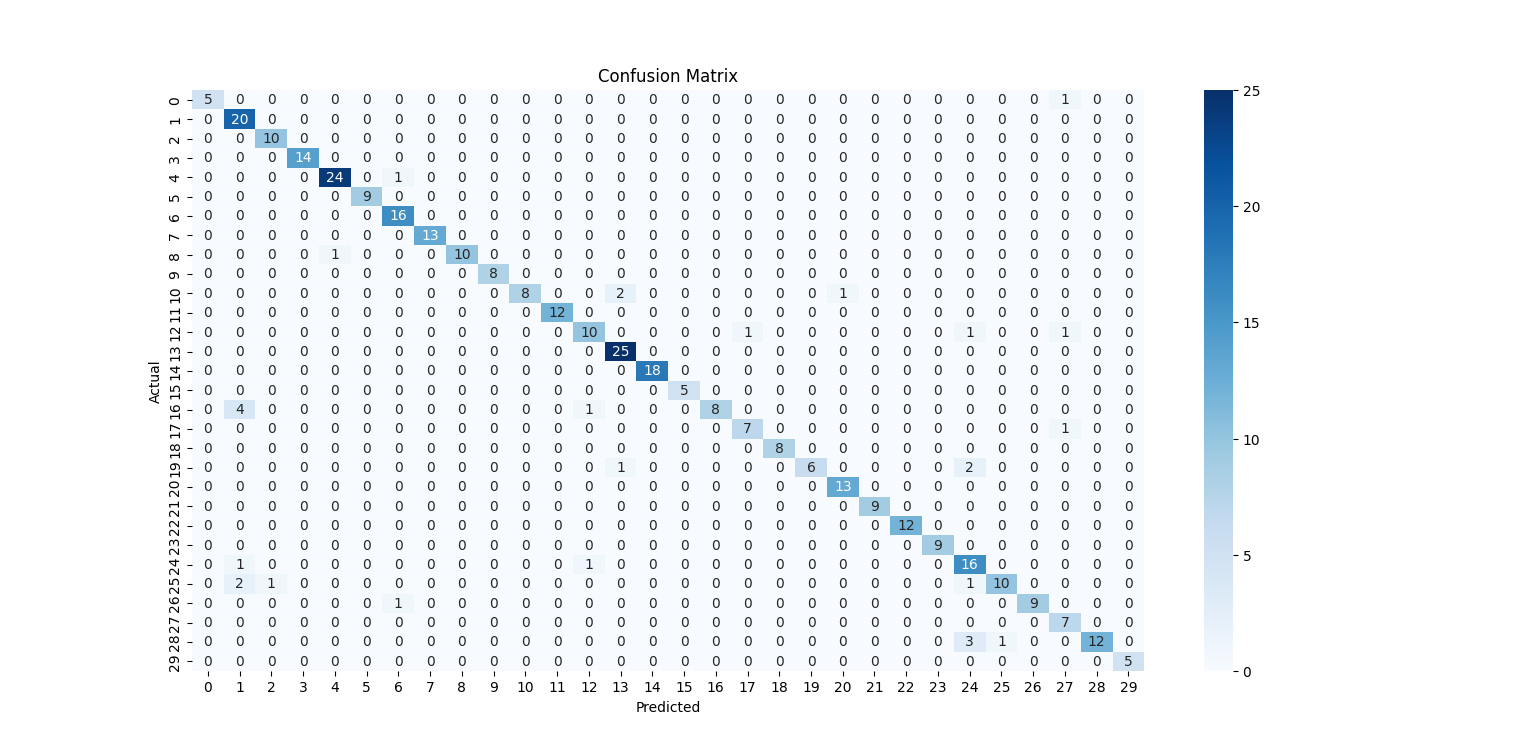 Confusion Matrix
0 5 0 0 0 0 0 0 0 0 0 0 0 0 0 0 0 0 0 0 0 0 0 0 0 0 0 0 1 0 0
1 0 20 0 0 0 0 0 0 0 0 0 0 0 0 0 0 0 0 0 0 0 0 0 0 0 0 0 0 0 0
2 0 0 10 0 0 0 0 0 0 0 0 0 0 0 0 0 0 0 0 0 0 0 0 0 0 0 0 0 0 0
3 0 0 0 14 0 0 0 0 0 0 0 0 0 0 0 0 0 0 0 0 0 0 0 0 0 0 0 0 0 0
4 0 0 0 0 24 0 1 0 0 0 0 0 0 0 0 0 0 0 0 0 0 0 0 0 0 0 0 0 0 0
5 0 0 0 0 0 9 0 0 0 0 0 0 0 0 0 0 0 0 0 0 0 0 0 0 0 0 0 0 0 0
6 0 0 0 0 0 0 16 0 0 0 0 0 0 0 0 0 0 0 0 0 0 0 0 0 0 0 0 0 0 0
7 0 0 0 0 0 0 0 13 0 0 0 0 0 0 0 0 0 0 0 0 0 0 0 0 0 0 0 0 0 0
8 0 0 0 0 1 0 0 0 10 0 0 0 0 0 0 0 0 0 0 0 0 0 0 0 0 0 0 0 0 0
9 0 0 0 0 0 0 0 0 0 8 0 0 0 0 0 0 0 0 0 0 0 0 0 0 0 0 0 0 0 0
10 0 0 0 0 0 0 0 0 0 0 8 0 0 2 0 0 0 0 0 0 1 0 0 0 0 0 0 0 0 0
11 0 0 0 0 0 0 0 0 0 0 0 12 0 0 0 0 0 0 0 0 0 0 0 0 0 0 0 0 0 0
12 0 0 0 0 0 0 0 0 0 0 0 0 10 0 0 0 0 1 0 0 0 0 0 0 1 0 0 1 0 0
13 0 0 0 0 0 0 0 0 0 0 0 0 0 25 0 0 0 0 0 0 0 0 0 0 0 0 0 0 0 0
14 0 0 0 0 0 0 0 0 0 0 0 0 0 0 18 0 0 0 0 0 0 0 0 0 0 0 0 0 0 0
15 0 0 0 0 0 0 0 0 0 0 0 0 0 0 0 5 0 0 0 0 0 0 0 0 0 0 0 0 0 0
16 0 4 0 0 0 0 0 0 0 0 0 0 1 0 0 0 8 0 0 0 0 0 0 0 0 0 0 0 0 0
17 0 0 0 0 0 0 0 0 0 0 0 0 0 0 0 0 0 7 0 0 0 0 0 0 0 0 0 1 0 0
18 0 0 0 0 0 0 0 0 0 0 0 0 0 0 0 0 0 0 8 0 0 0 0 0 0 0 0 0 0 0
19 0 0 0 0 0 0 0 0 0 0 0 0 0 1 0 0 0 0 0 6 0 0 0 0 2 0 0 0 0 0
20 0 0 0 0 0 0 0 0 0 0 0 0 0 0 0 0 0 0 0 0 13 0 0 0 0 0 0 0 0 0
21 0 0 0 0 0 0 0 0 0 0 0 0 0 0 0 0 0 0 0 0 0 9 0 0 0 0 0 0 0 0
22 0 0 0 0 0 0 0 0 0 0 0 0 0 0 0 0 0 0 0 0 0 0 12 0 0 0 0 0 0 0
23 0 0 0 0 0 0 0 0 0 0 0 0 0 0 0 0 0 0 0 0 0 0 0 9 0 0 0 0 0 0
24 0 1 0 0 0 0 0 0 0 0 0 0 1 0 0 0 0 0 0 0 0 0 0 0 16 0 0 0 0 0
25 0 2 1 0 0 0 0 0 0 0 0 0 0 0 0 0 0 0 0 0 0 0 0 0 1 10 0 0 0 0
26 0 0 0 0 0 0 1 0 0 0 0 0 0 0 0 0 0 0 0 0 0 0 0 0 0 0 9 0 0 0
27 0 0 0 0 0 0 0 0 0 0 0 0 0 0 0 0 0 0 0 0 0 0 0 0 0 0 0 7 0 0
28 0 0 0 0 0 0 0 0 0 0 0 0 0 0 0 0 0 0 0 0 0 0 0 0 3 1 0 0 12 0
29 0 0 0 0 0 0 0 0 0 0 0 0 0 0 0 0 0 0 0 0 0 0 0 0 0 0 0 0 0 5
0 1 2 3 4 5 6 7 8 9 10 11 12 13 14 15 16 17 18 19 20 21 22 23 24 25 26 27 28 29
Predicted
Actual
25
20
15
10
5
0